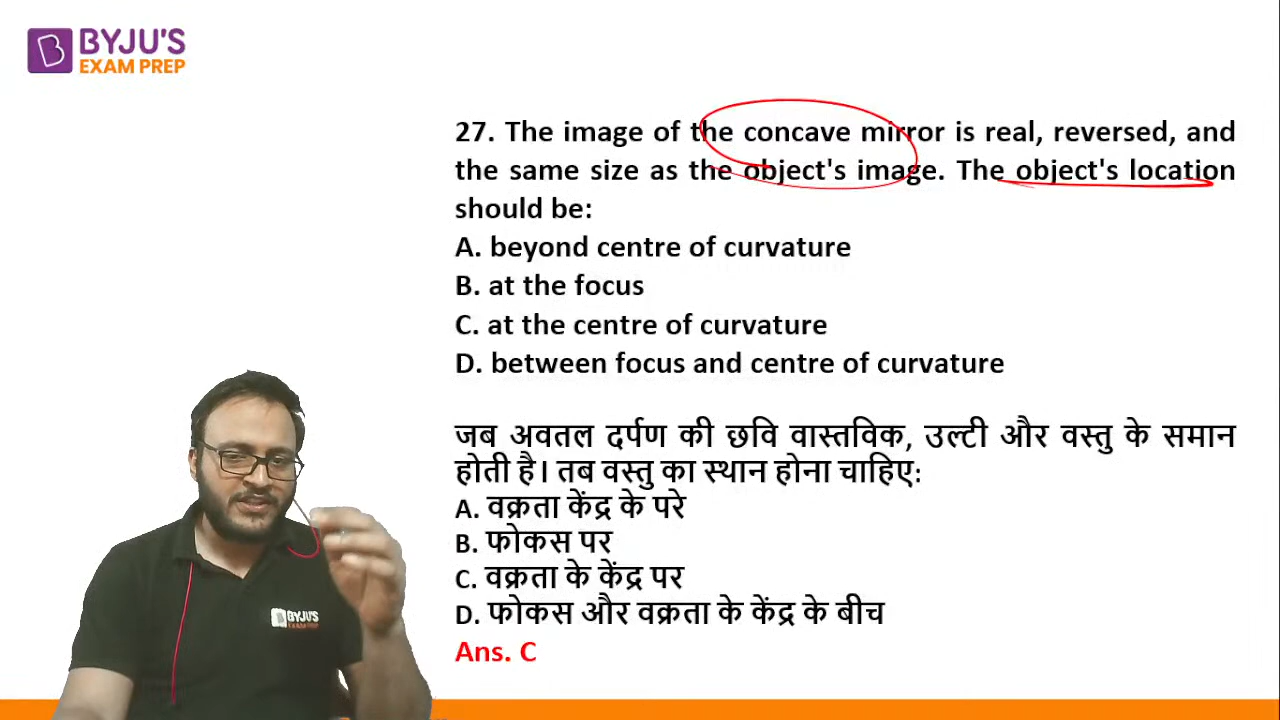 BYJU'S
EXAM PREP
27. The image of the concave mirror is real, reversed, and
the same size as the object's image. The object's location
should be:
A. beyond centre of curvature
B. at the focus
C. at the centre of curvature
D. between focus and centre of curvature
जब अवतल दर्पण की छवि वास्तविक, उल्टी और वस्तु के समान
होती है। तब वस्तु का स्थान होना चाहिए:
A. वक्रता केंद्र के परे
B. फोकस पर
C. वक्रता के केंद्र पर
D. फोकस और वक्रता के केंद्र के बीच
Ans. C
BYJU'S
EXAM PREP